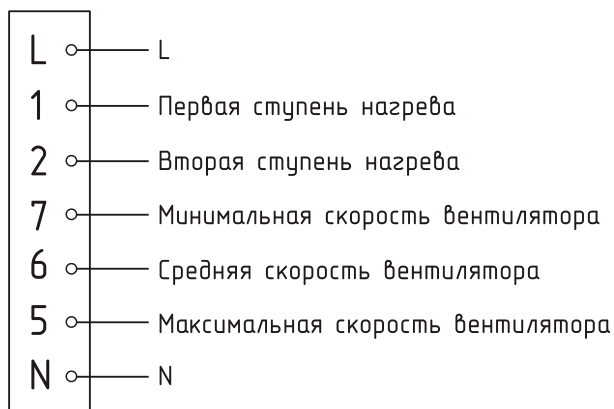 L L
1 Первая ступень нагрева
2 Вторая ступень нагрева
7 Минимальная скорость вентилятора
6 Средняя скорость вентилятора
5 Максимальная скорость вентилятора
N N